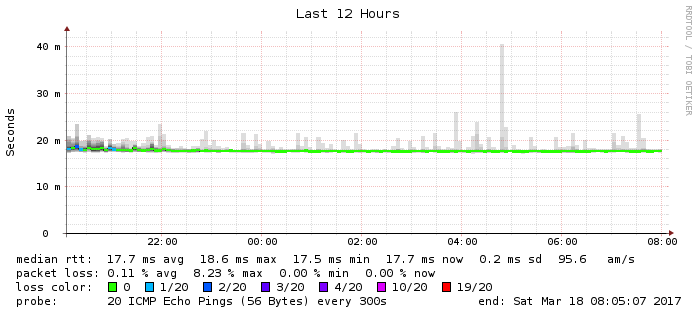 Last 12 Hours
RRDTOOL / TOBI OETIKER
Seconds
40 m
30 m
20 m
10 m
0
22:00 00:00 02:00 04:00 06:00 08:00
median rtt: 17.7 ms avg 18.6 ms max 17.5 ms min 17.7 ms now 0.2 ms sd 95.6 am/s
packet loss: 0.11 % avg 8.23 % max 0.00 % min 0.00 % now
loss color: 0 1/20 2/20 3/20 4/20 10/20 19/20
probe: 20 ICMP Echo Pings (56 Bytes) every 300s end: Sat Mar 18 08:05:07 2017